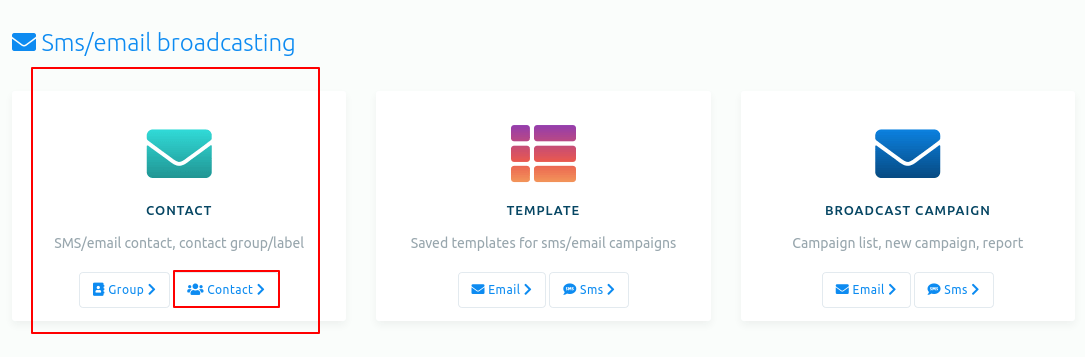 Sms/email broadcasting
CONTACT
SMS/email contact, contact group/label
Group
Contact
TEMPLATE
Saved templates for sms/email campaigns
Email
Sms
BROADCAST CAMPAIGN
Campaign list, new campaign, report
Email
Sms